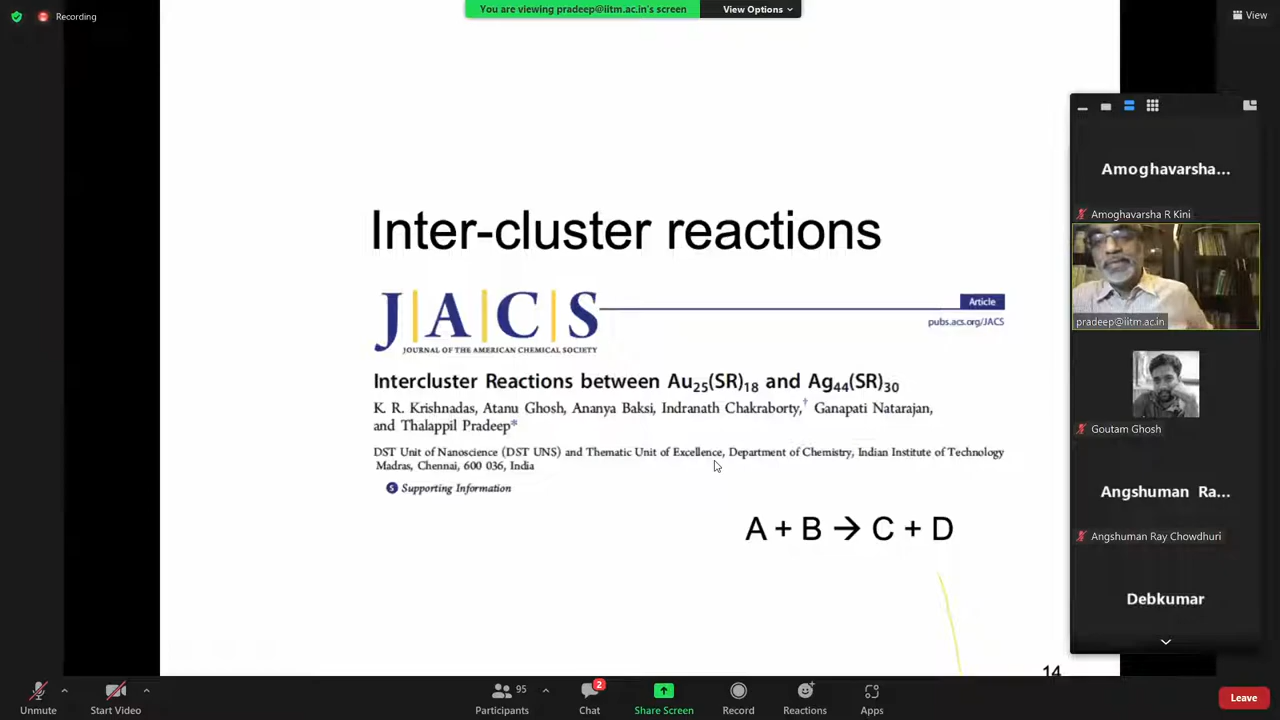 Recording
You are viewing pradeep@iitm.ac.in's screen
View Options
View
Inter-cluster reactions
J|A|C|S
JOURNAL OF THE AMERICAN CHEMICAL SOCIETY
Article
pubs.acs.org/JACS
Intercluster Reactions between Au25(SR)18 and Ag44(SR)30
K. R. Krishnadas, Atanu Ghosh, Ananya Baksi, Indranath Chakraborty,† Ganapati Natarajan,
and Thalappil Pradeep*
DST Unit of Nanoscience (DST UNS) and Thematic Unit of Excellence, Department of Chemistry, Indian Institute of Technology
Madras, Chennai, 600 036, India
S Supporting Information
A + B → C + D
14
Amoghavarsha...
Amoghavarsha R Kini
pradeep@iitm.ac.in
Goutam Ghosh
Angshuman Ra...
Angshuman Ray Chowdhuri
Debkumar
Unmute
Start Video
95
Participants
2
Chat
Share Screen
Record
Reactions
Apps
Leave